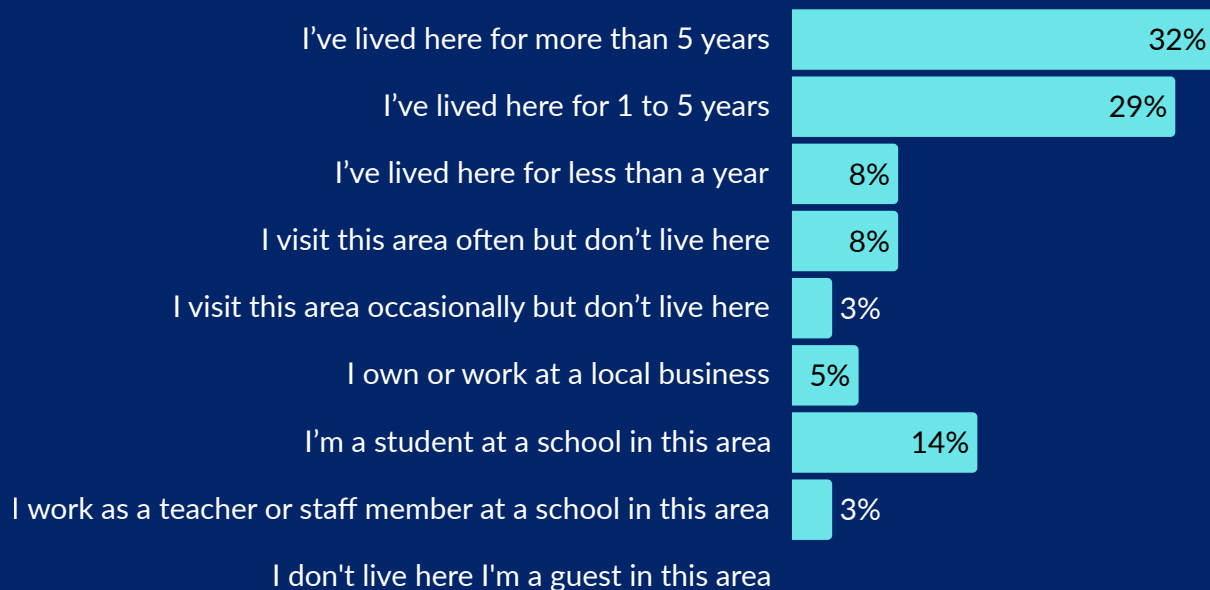 I’ve lived here for more than 5 years 32%
I’ve lived here for 1 to 5 years 29%
I’ve lived here for less than a year 8%
I visit this area often but don’t live here 8%
I visit this area occasionally but don’t live here 3%
I own or work at a local business 5%
I’m a student at a school in this area 14%
I work as a teacher or staff member at a school in this area 3%
I don't live here I'm a guest in this area